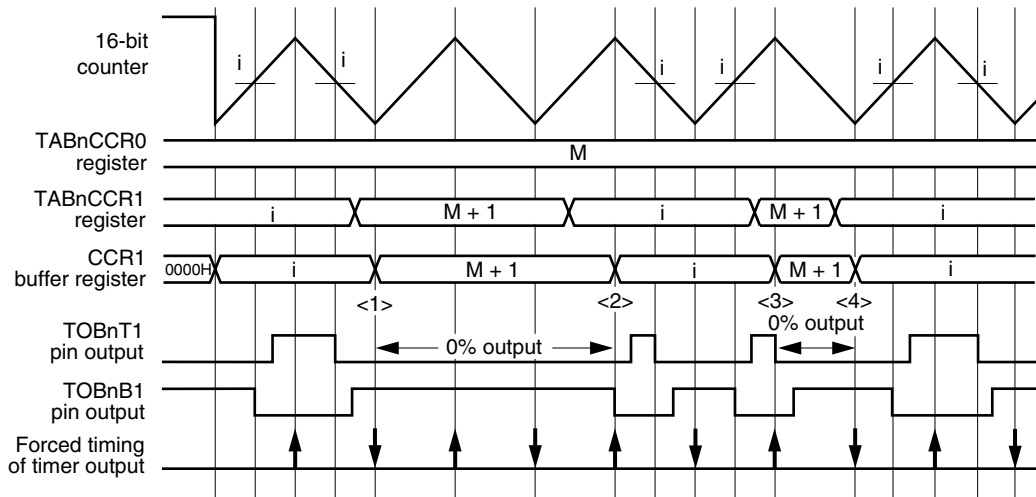 16-bit
counter
i
i
i
i
i
i
TABnCCR0
register
M
TABnCCR1
register
i
M + 1
i
M + 1
i
CCR1
buffer register
0000H
i
M + 1
i
M + 1
i
<1>
<2>
<3>
<4>
TOBnT1
pin output
0% output
0% output
TOBnB1
pin output
Forced timing
of timer output